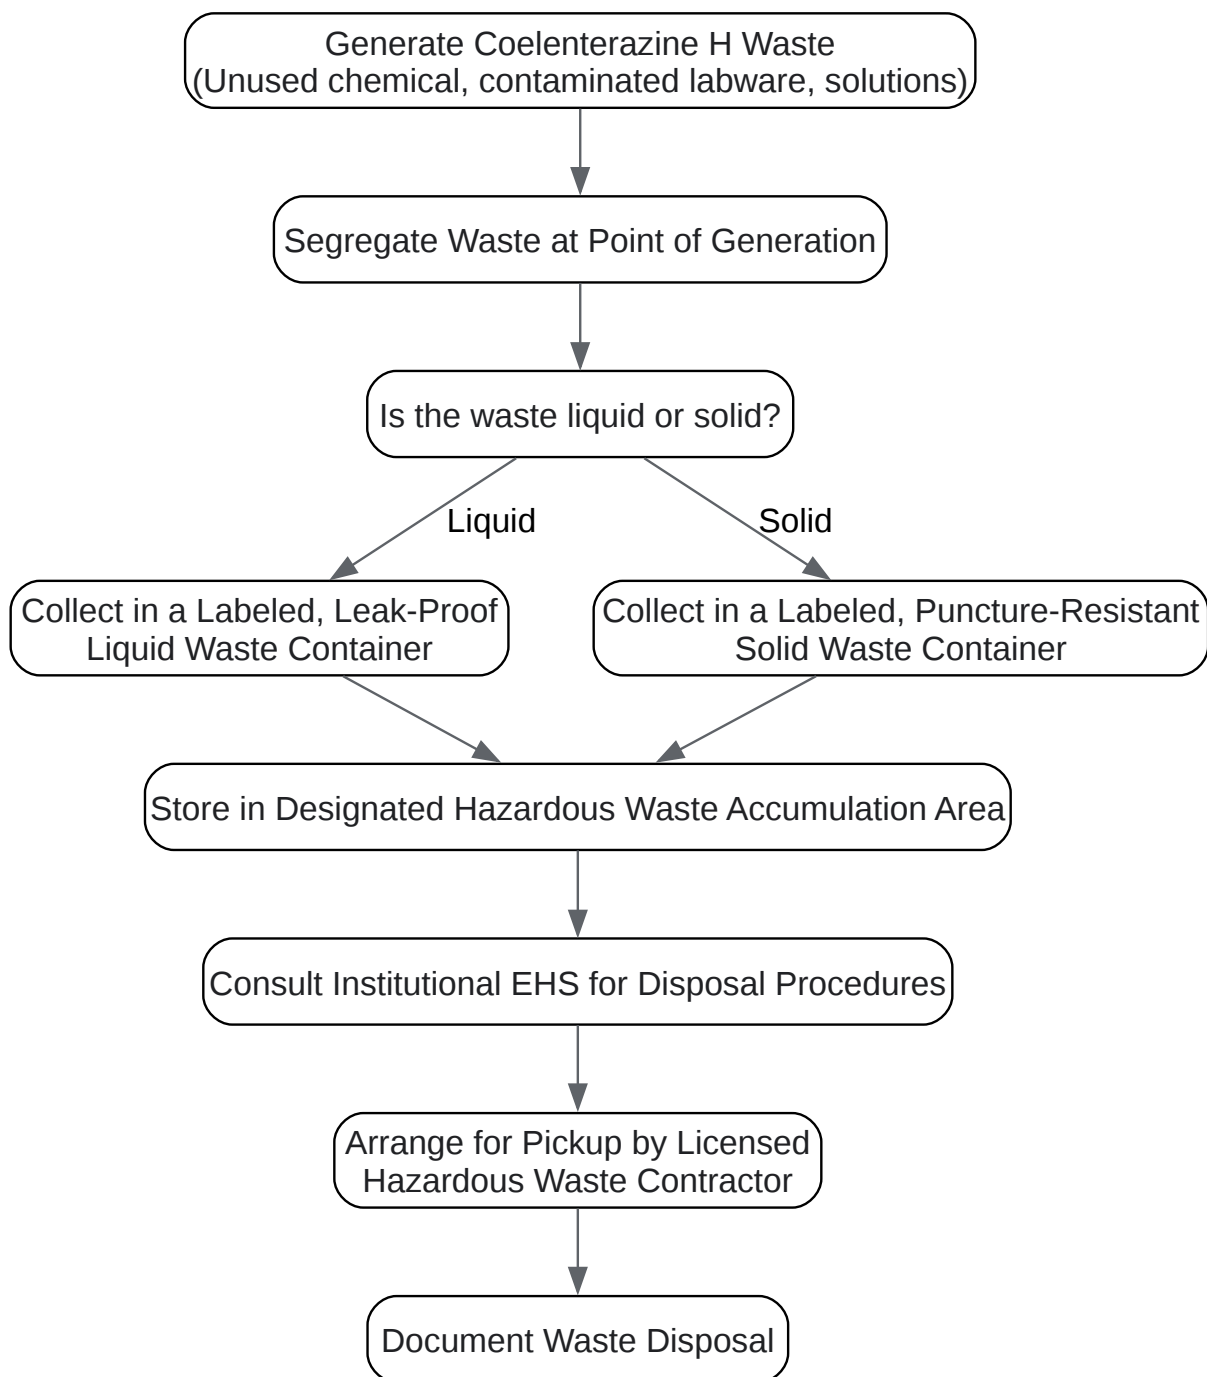 Generate Coelenterazine H Waste
(Unused chemical, contaminated labware, solutions)
Segregate Waste at Point of Generation
Is the waste liquid or solid?
Liquid
Solid
Collect in a Labeled, Leak-Proof
Liquid Waste Container
Collect in a Labeled, Puncture-Resistant
Solid Waste Container
Store in Designated Hazardous Waste Accumulation Area
Consult Institutional EHS for Disposal Procedures
Arrange for Pickup by Licensed
Hazardous Waste Contractor
Document Waste Disposal